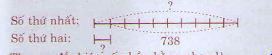 ?
Số thứ nhất:
Số thứ hai:
?
738